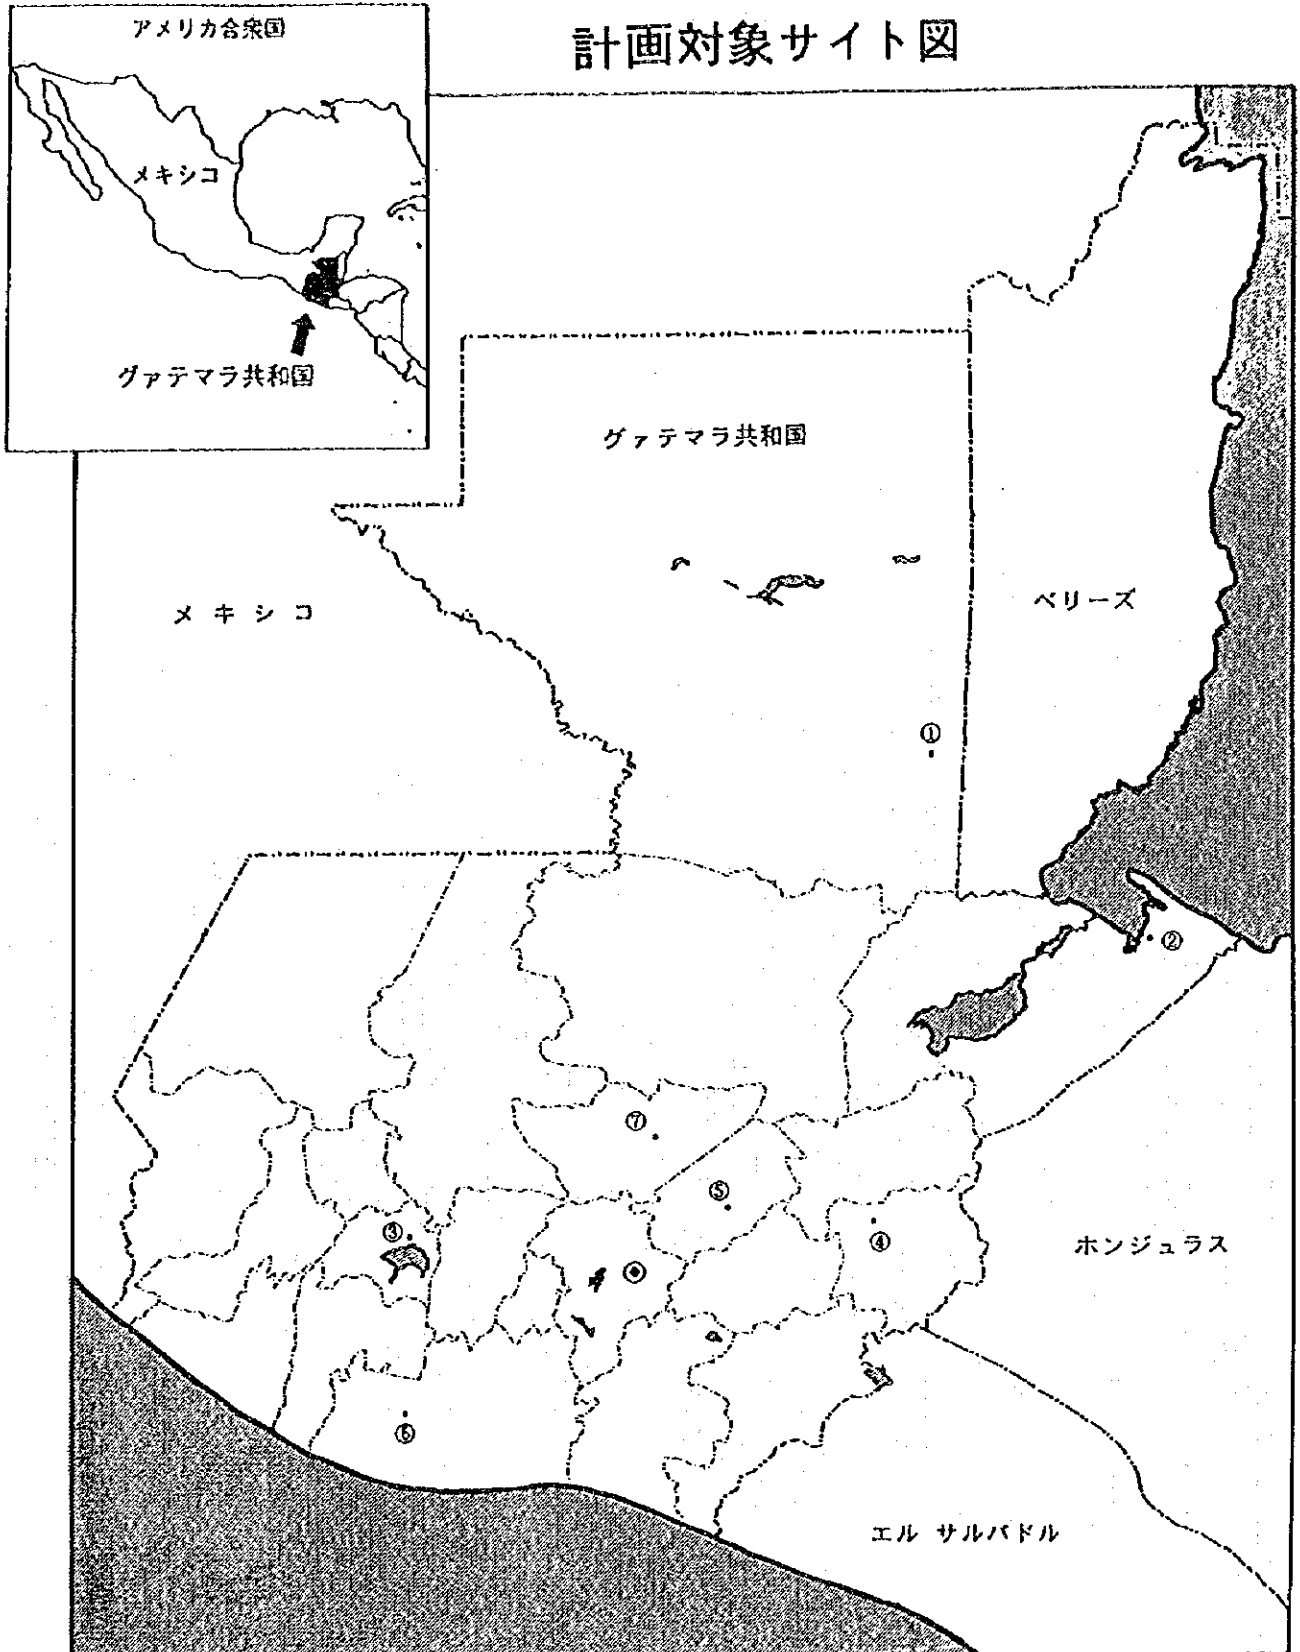 計画対象サイト図
アメリカ合衆国
メキシコ
グァテマラ共和国
グァテマラ共和国
メキシコ
ベリーズ
①
②
⑦
⑤
③
④
ホンジュラス
⑥
エル サルバドル